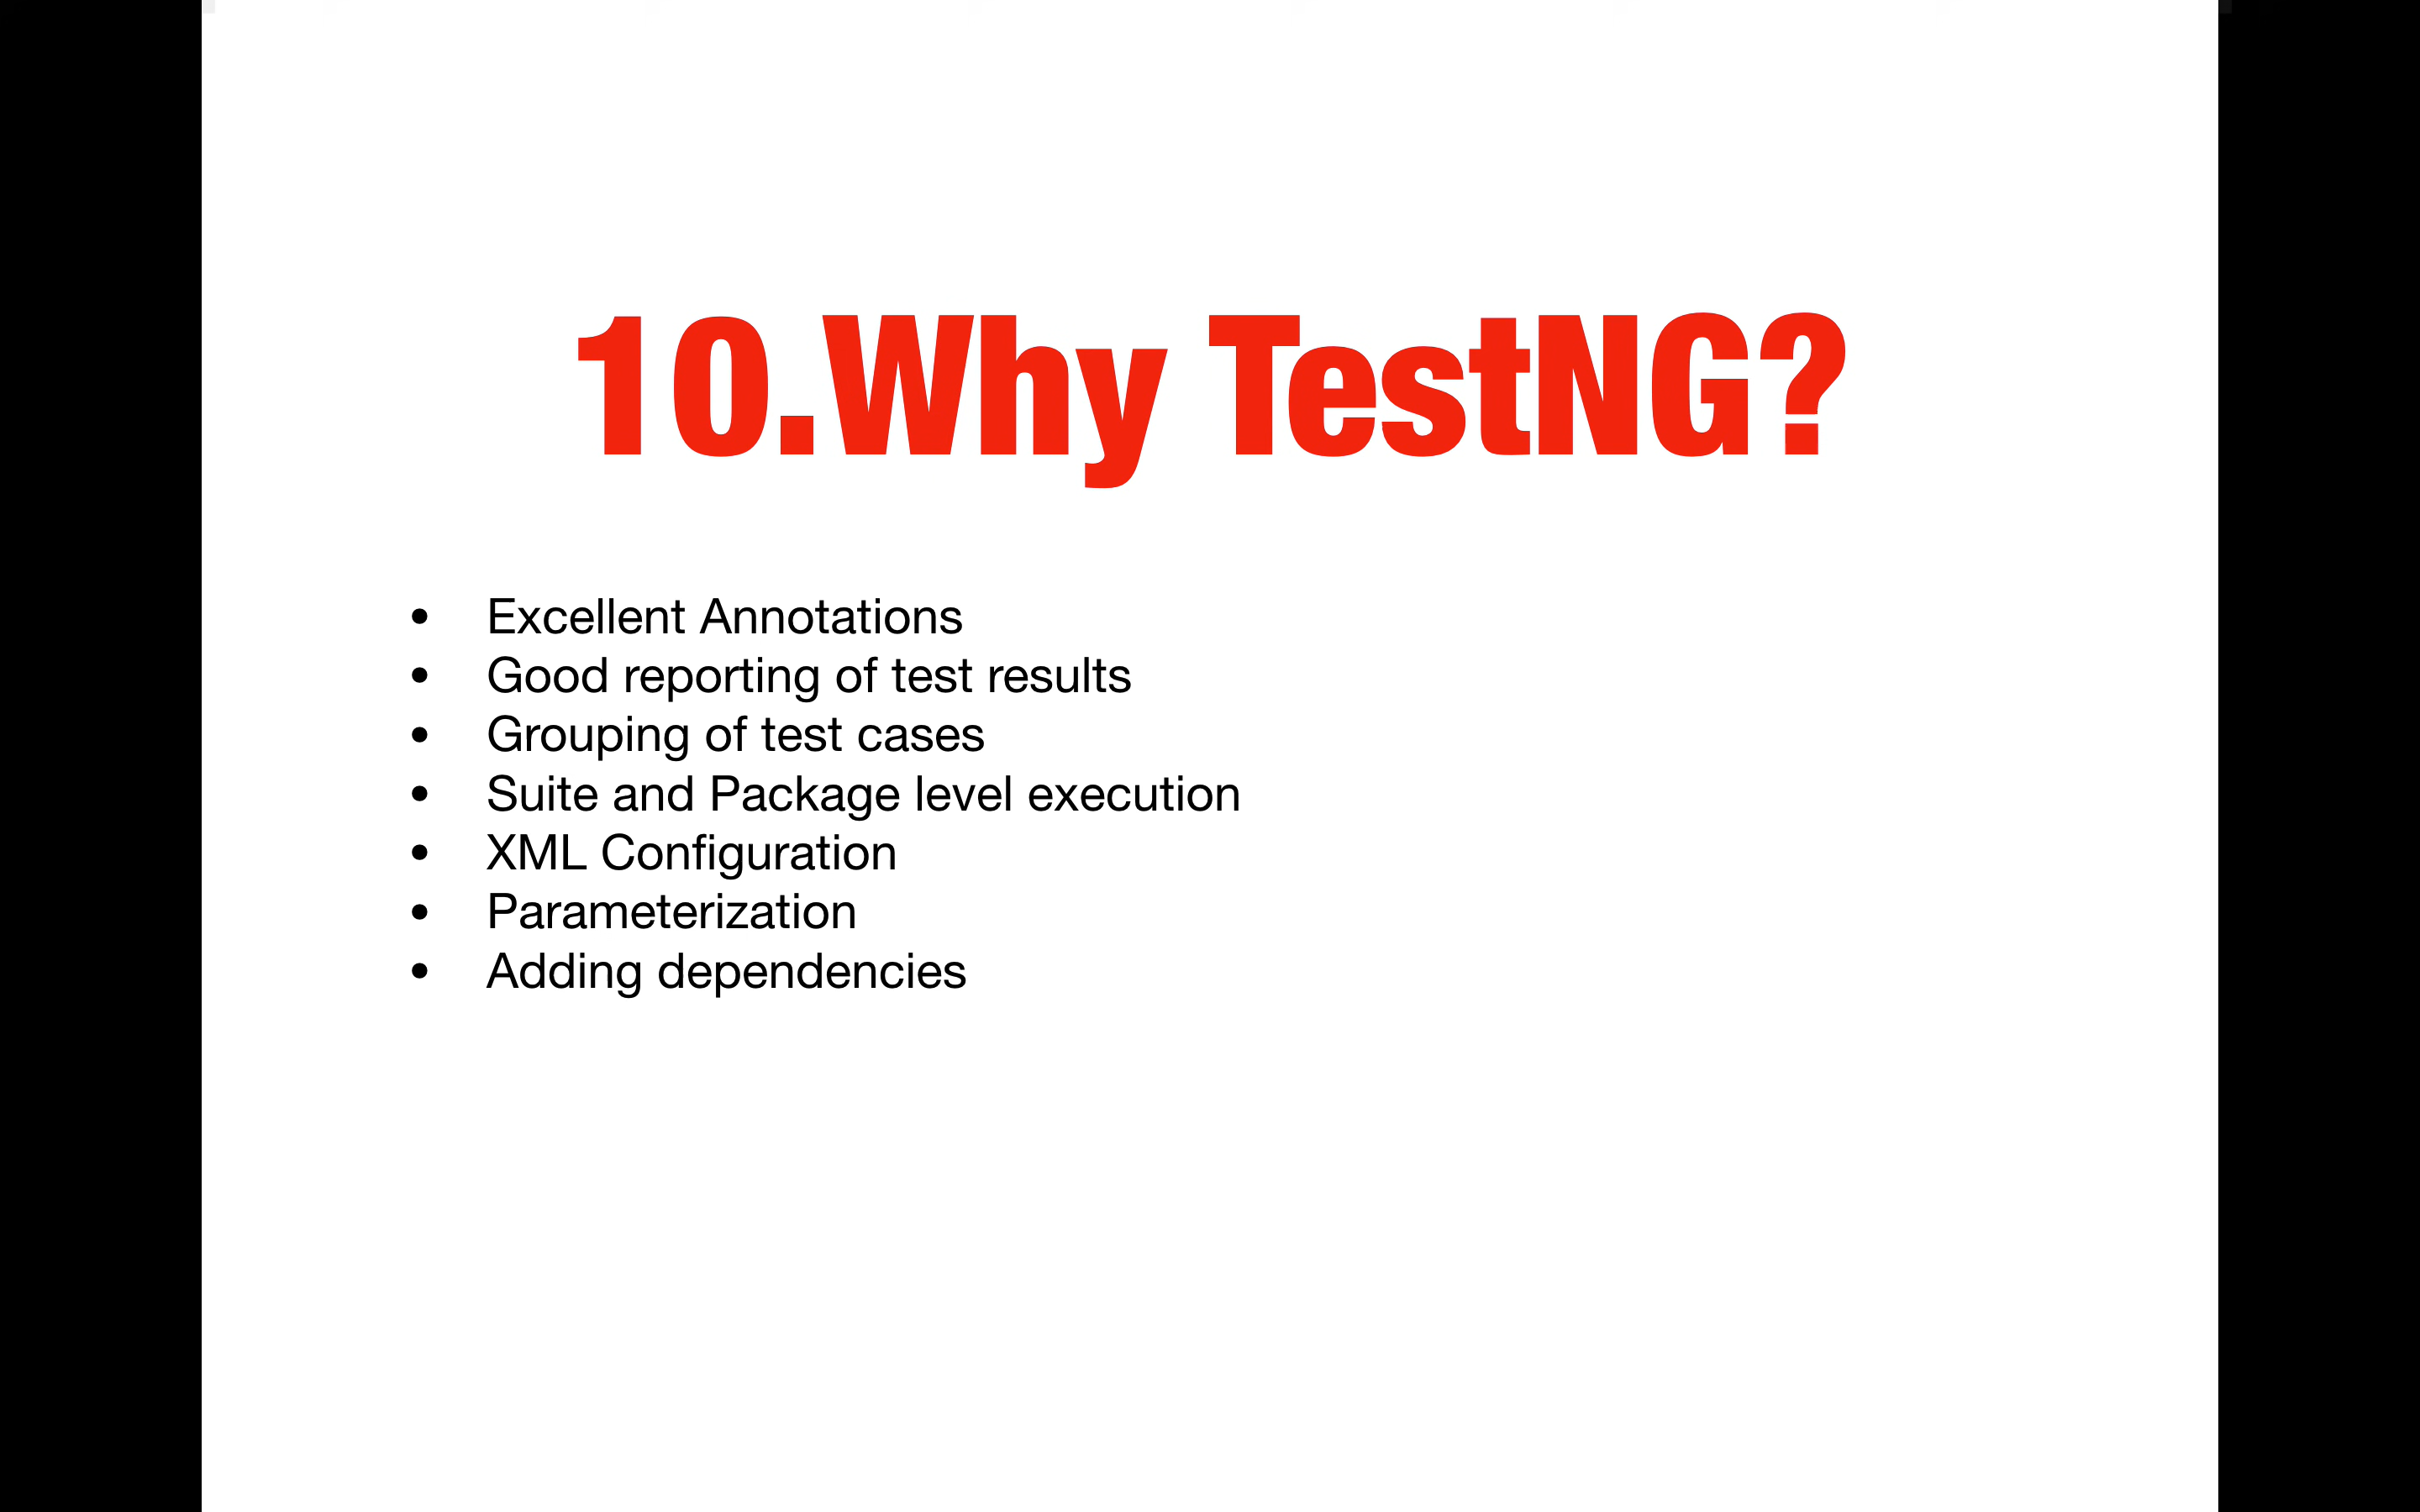 10.Why TestNG?
• Excellent Annotations
• Good reporting of test results
• Grouping of test cases
• Suite and Package level execution
• XML Configuration
• Parameterization
• Adding dependencies